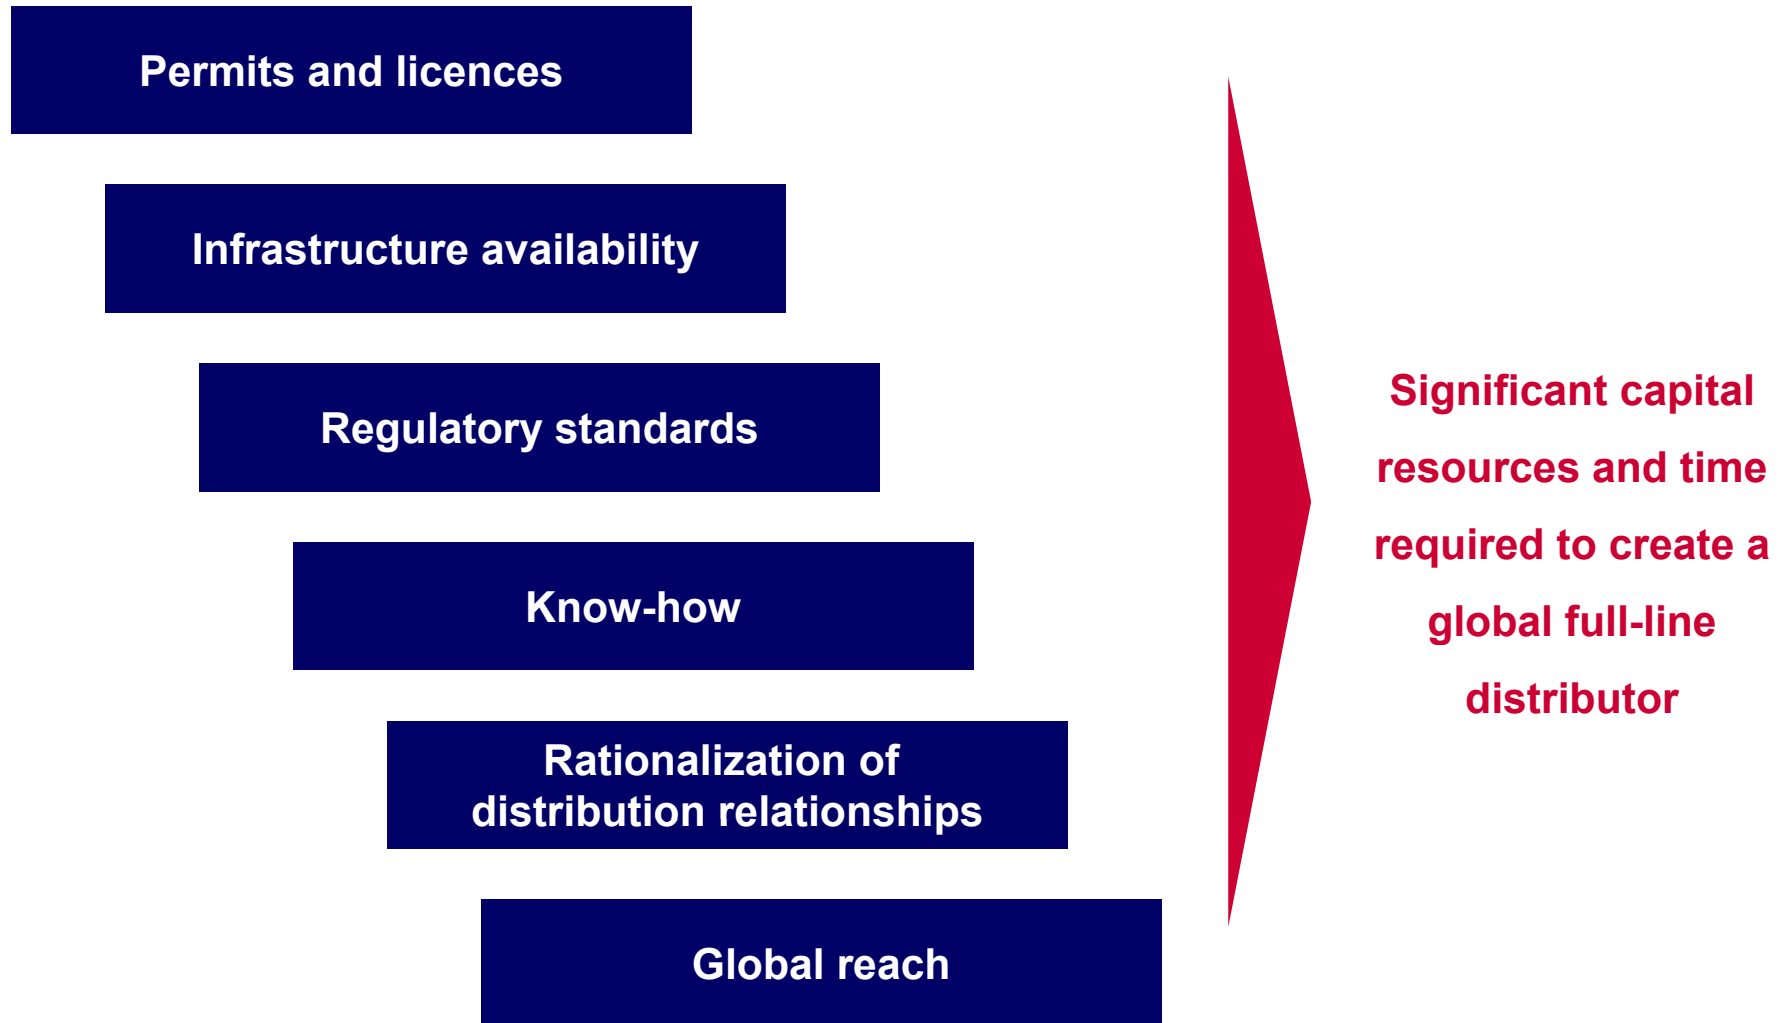 Permits and licences
Infrastructure availability
Regulatory standards
Know-how
Rationalization of
distribution relationships
Global reach
Significant capital
resources and time
required to create a
global full-line
distributor